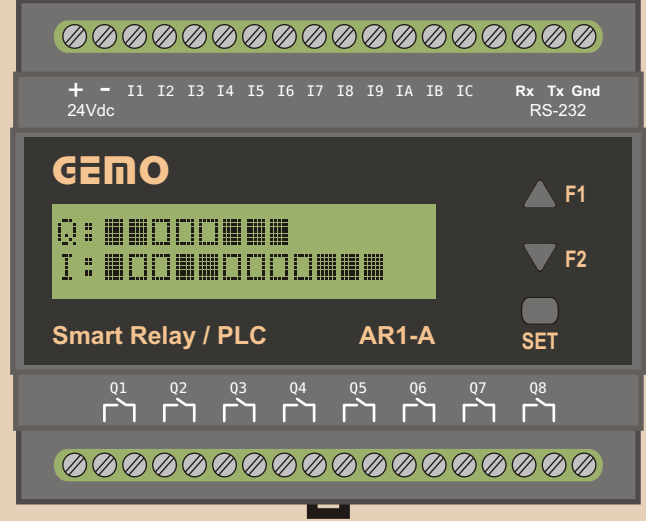 + - I1 I2 I3 I4 I5 I6 I7 I8 I9 IA IB IC Rx Tx Gnd
24Vdc RS-232
GEMO
F1
Q:
F2
I:
Smart Relay / PLC AR1-A SET
Q1 Q2 Q3 Q4 Q5 Q6 Q7 Q8